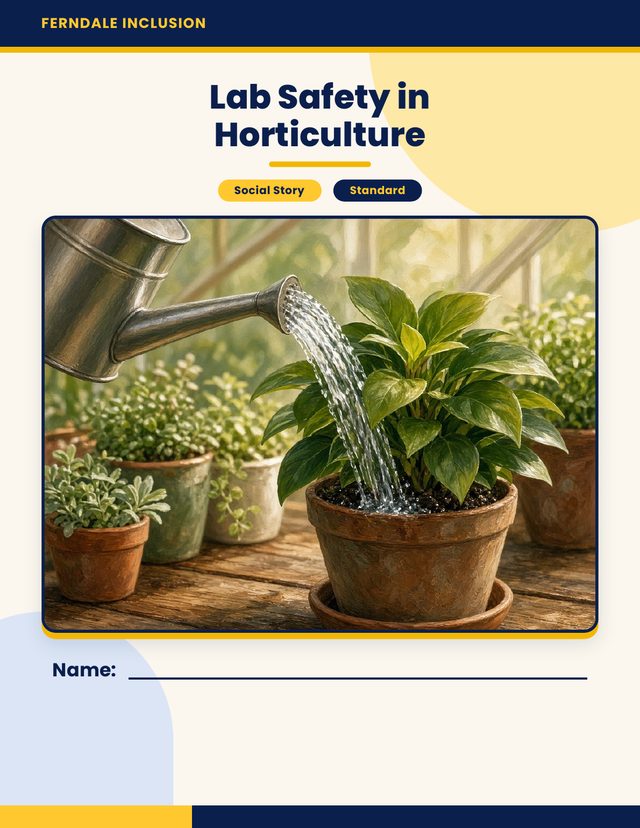 FERNDALE INCLUSION
Lab Safety in
Horticulture
Social Story
Standard
Name: